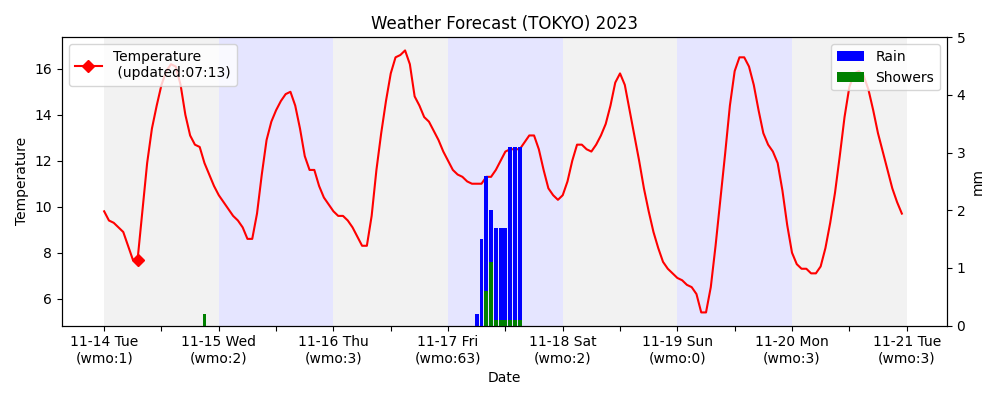 Weather Forecast (TOKYO) 2023
Temperature
(updated:07:13)
Rain
Showers
Temperature
16
14
12
10
8
6
5
4
3
2
1
0
mm
11-14 Tue
(wmo:1)
11-15 Wed
(wmo:2)
11-16 Thu
(wmo:3)
11-17 Fri
(wmo:63)
11-18 Sat
(wmo:2)
11-19 Sun
(wmo:0)
11-20 Mon
(wmo:3)
11-21 Tue
(wmo:3)
Date